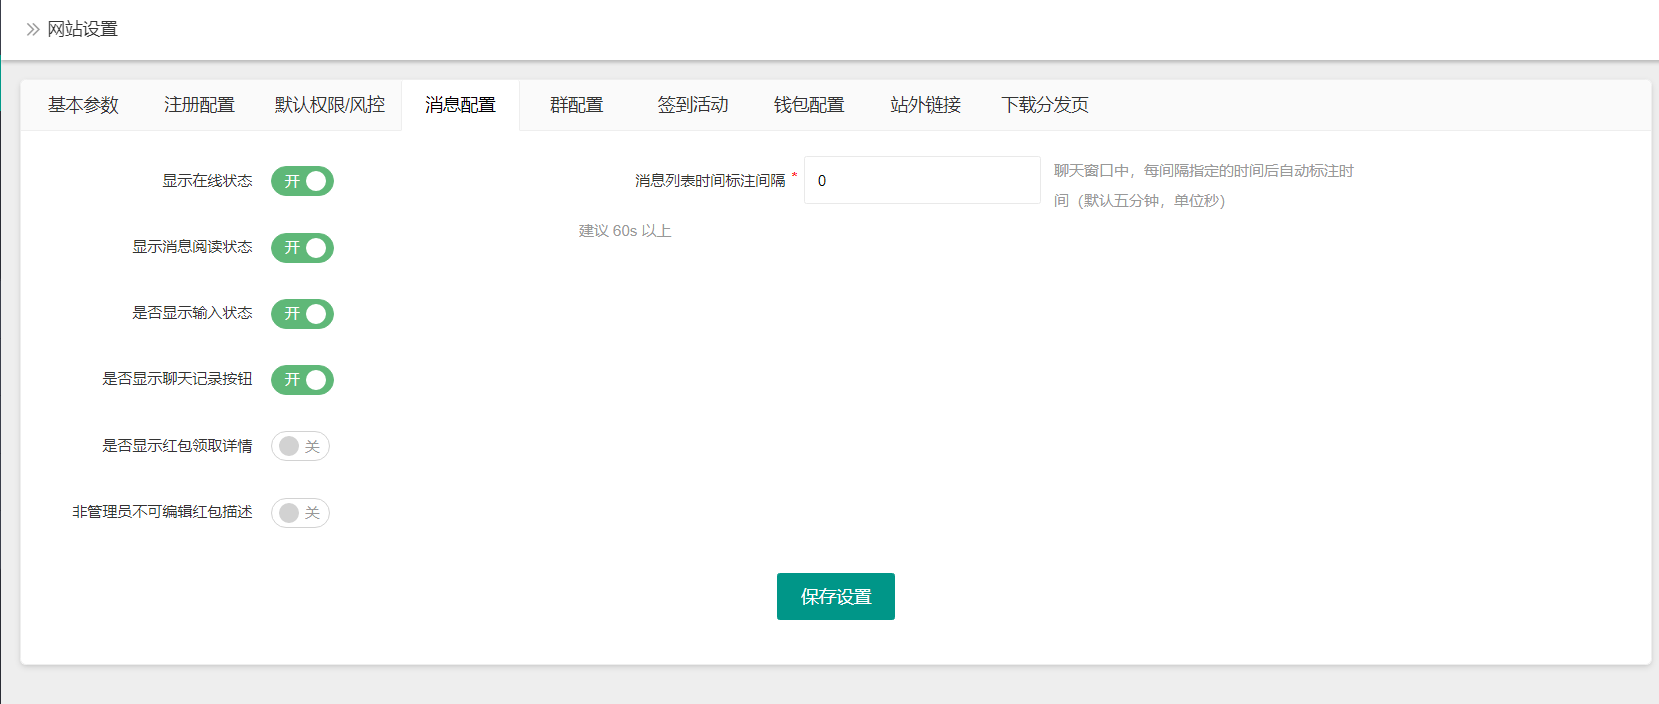 网站设置
基本参数 注册配置 默认权限/风控 消息配置 群配置 签到活动 钱包配置 站外链接 下载分发页
显示在线状态 开
显示消息阅读状态 开
是否显示输入状态 开
是否显示聊天记录按钮 开
是否显示红包领取详情 关
非管理员不可编辑红包描述 关
消息列表时间标注间隔 * 0
聊天窗口中，每间隔指定的时间后自动标注时
间（默认五分钟，单位秒）
建议 60s 以上
保存设置